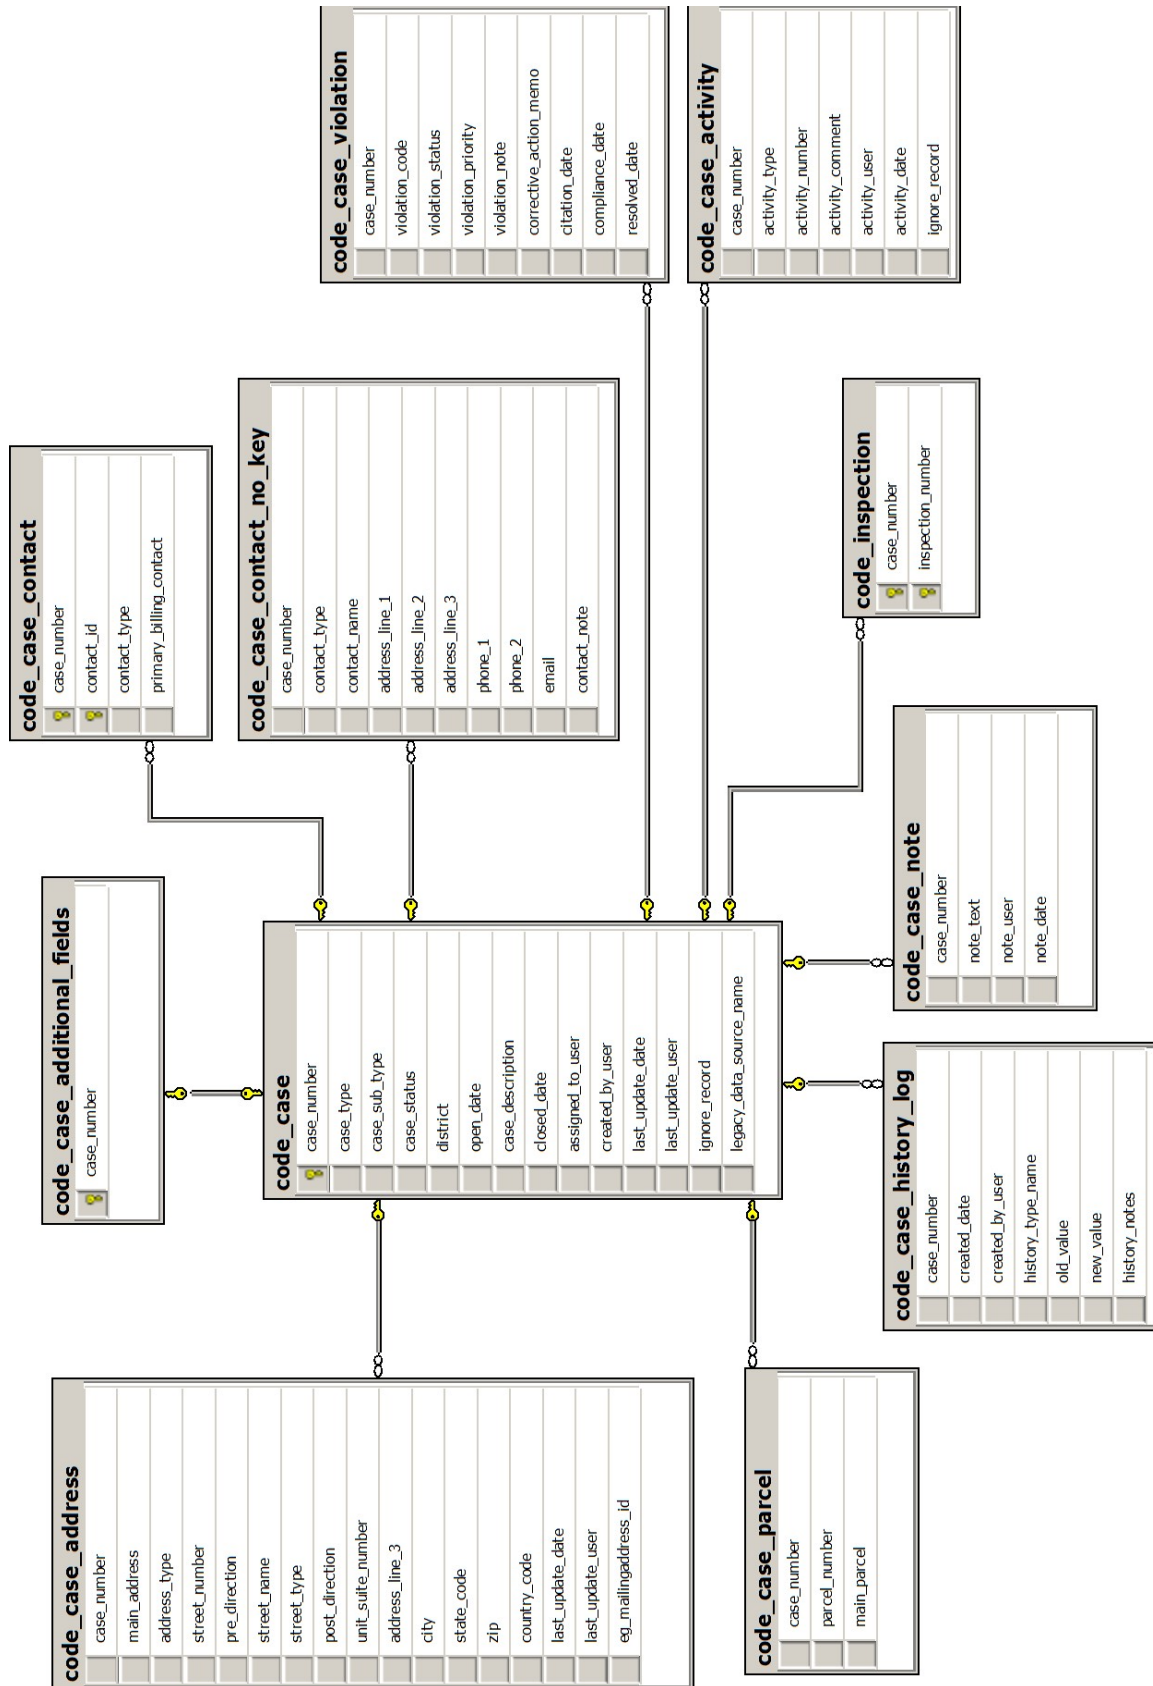 code_case_address
case_number
main_address
address_type
street_number
pre_direction
street_name
street_type
post_direction
unit_suite_number
address_line_3
city
state_code
zip
country_code
last_update_date
last_update_user
eg_mailingaddress_id
code_case_parcel
case_number
parcel_number
main_parcel
code_case_additional_fields
case_number
code_case
case_number
case_type
case_sub_type
case_status
district
open_date
case_description
closed_date
assigned_to_user
created_by_user
last_update_date
last_update_user
ignore_record
legacy_data_source_name
code_case_history_log
case_number
created_date
created_by_user
history_type_name
old_value
new_value
history_notes
code_case_note
case_number
note_text
note_user
note_date
code_case_contact
case_number
contact_id
contact_type
primary_billing_contact
code_case_contact_no_key
case_number
contact_type
contact_name
address_line_1
address_line_2
address_line_3
phone_1
phone_2
email
contact_note
code_inspection
case_number
inspection_number
code_case_violation
case_number
violation_code
violation_status
violation_priority
violation_note
corrective_action_memo
citation_date
compliance_date
resolved_date
code_case_activity
case_number
activity_type
activity_number
activity_comment
activity_user
activity_date
ignore_record